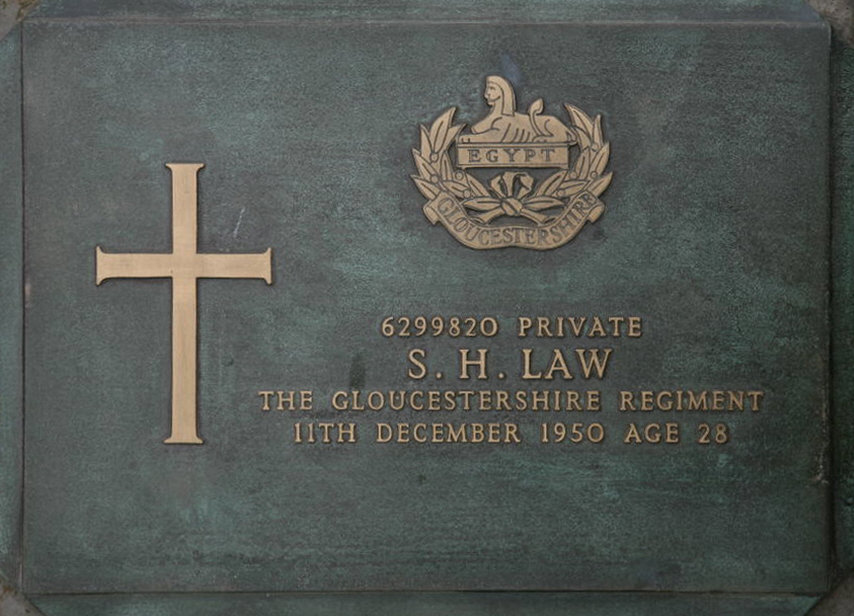 EGYPT
GLOUCESTERSHIRE
6299820 PRIVATE
S. H. LAW
THE GLOUCESTERSHIRE REGIMENT
11TH DECEMBER 1950 AGE 28